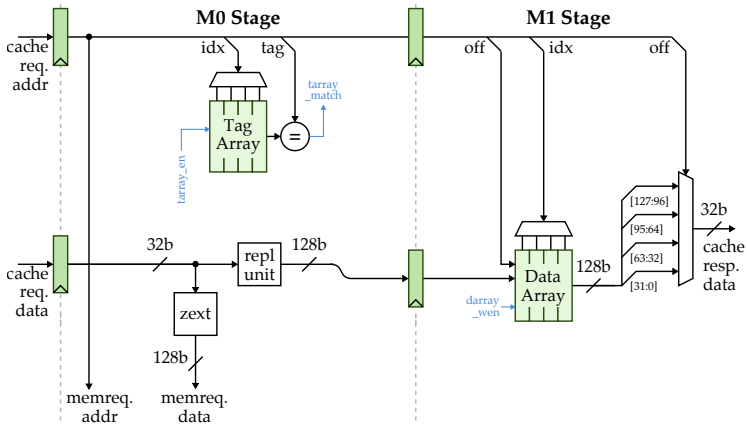 M0 Stage
M1 Stage
cache
req.
addr
idx
tag
off
idx
off
tarray
_match
Tag
Array
=
tarray_en
[127:96]
[95:64]
[63:32]
[31:0]
32b
cache
resp.
data
32b
repl
unit
128b
cache
req.
data
zext
128b
Data
Array
128b
darray
_wen
memreq.
addr
memreq.
data